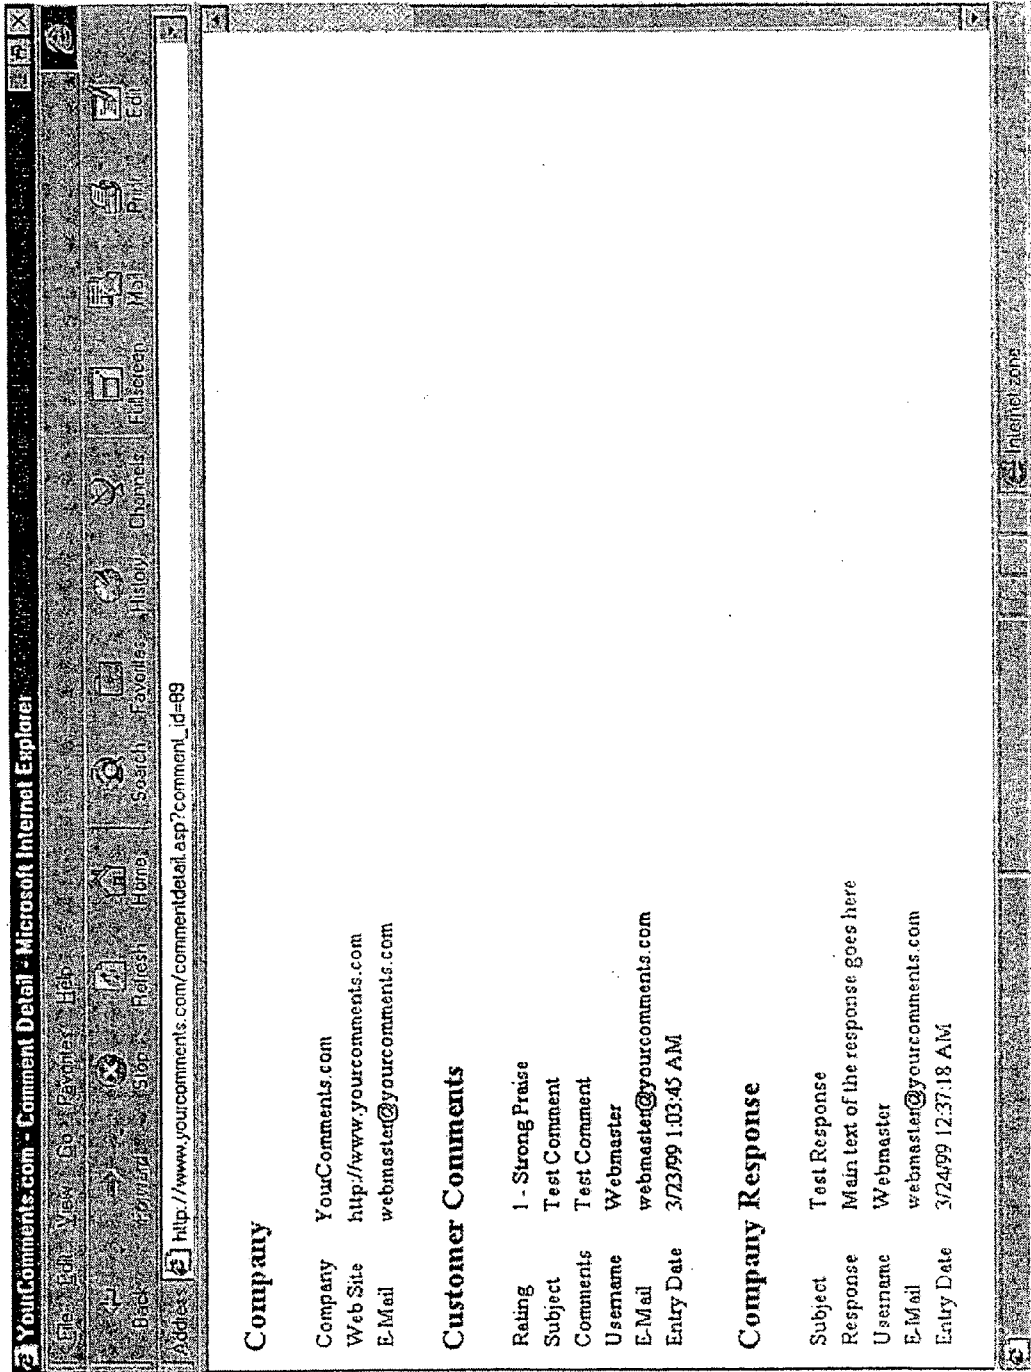 YourComments.com - Comment Detail - Microsoft Internet Explorer
File Edit View Go Favorites Help
Back Forward Stop Refresh Home Search Favorites History Channels Fullscreen Mail Print Edit
Address http://www.yourcomments.com/commentdetail.asp?comment_id=89
Company
Company YourComments.com
Web Site http://www.yourcomments.com
E-Mail webmaster@yourcomments.com
Customer Comments
Rating 1 - Strong Praise
Subject Test Comment
Comments Test Comment
Username Webmaster
E-Mail webmaster@yourcomments.com
Entry Date 3/23/99 1:03:45 AM
Company Response
Subject Test Response
Response Main text of the response goes here
Username Webmaster
E-Mail webmaster@yourcomments.com
Entry Date 3/24/99 12:37:18 AM
Internet zone